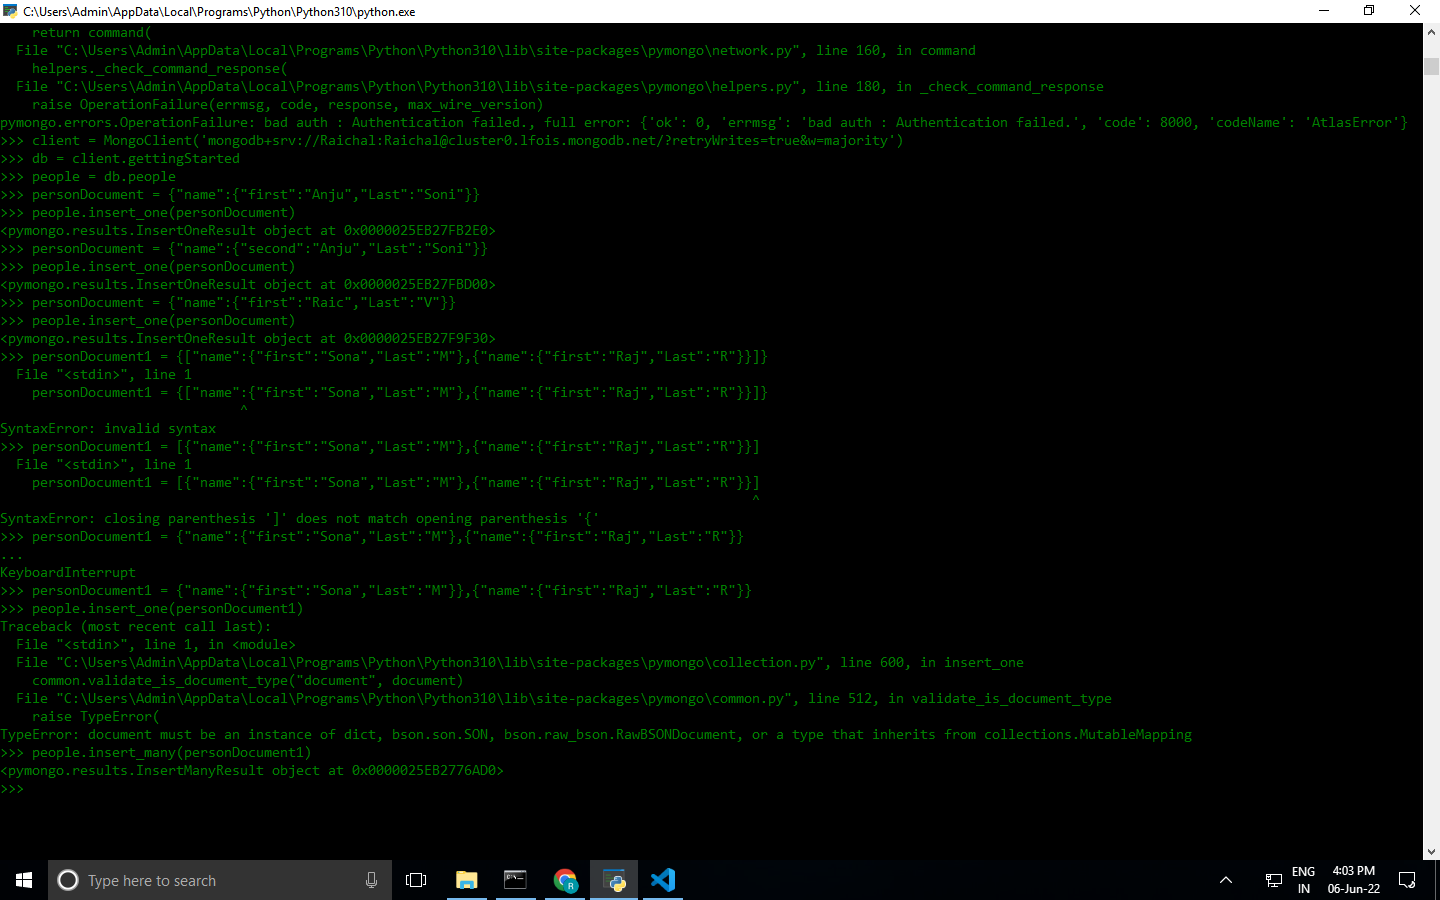 C:\Users\Admin\AppData\Local\Programs\Python\Python310\python.exe
    return command(
  File "C:\Users\Admin\AppData\Local\Programs\Python\Python310\lib\site-packages\pymongo\network.py", line 160, in command
    helpers._check_command_response(
  File "C:\Users\Admin\AppData\Local\Programs\Python\Python310\lib\site-packages\pymongo\helpers.py", line 180, in _check_command_response
    raise OperationFailure(errmsg, code, response, max_wire_version)
pymongo.errors.OperationFailure: bad auth : Authentication failed., full error: {'ok': 0, 'errmsg': 'bad auth : Authentication failed.', 'code': 8000, 'codeName': 'AtlasError'}
>>> client = MongoClient('mongodb+srv://Raichal:Raichal@cluster0.lfois.mongodb.net/?retryWrites=true&w=majority')
>>> db = client.gettingStarted
>>> people = db.people
>>> personDocument = {"name":{"first":"Anju","Last":"Soni"}}
>>> people.insert_one(personDocument)
<pymongo.results.InsertOneResult object at 0x0000025EB27FB2E0>
>>> personDocument = {"name":{"second":"Anju","Last":"Soni"}}
>>> people.insert_one(personDocument)
<pymongo.results.InsertOneResult object at 0x0000025EB27FBD00>
>>> personDocument = {"name":{"first":"Raic","Last":"V"}}
>>> people.insert_one(personDocument)
<pymongo.results.InsertOneResult object at 0x0000025EB27F9F30>
>>> personDocument1 = {["name":{"first":"Sona","Last":"M"},{"name":{"first":"Raj","Last":"R"}}]}
  File "<stdin>", line 1
    personDocument1 = {["name":{"first":"Sona","Last":"M"},{"name":{"first":"Raj","Last":"R"}}]}
                              ^
SyntaxError: invalid syntax
>>> personDocument1 = [{"name":{"first":"Sona","Last":"M"},{"name":{"first":"Raj","Last":"R"}}]
  File "<stdin>", line 1
    personDocument1 = [{"name":{"first":"Sona","Last":"M"},{"name":{"first":"Raj","Last":"R"}}]
                                                                                              ^
SyntaxError: closing parenthesis ']' does not match opening parenthesis '{'
>>> personDocument1 = {"name":{"first":"Sona","Last":"M"},{"name":{"first":"Raj","Last":"R"}}
...
KeyboardInterrupt
>>> personDocument1 = {"name":{"first":"Sona","Last":"M"}},{"name":{"first":"Raj","Last":"R"}}
>>> people.insert_one(personDocument1)
Traceback (most recent call last):
  File "<stdin>", line 1, in <module>
  File "C:\Users\Admin\AppData\Local\Programs\Python\Python310\lib\site-packages\pymongo\collection.py", line 600, in insert_one
    common.validate_is_document_type("document", document)
  File "C:\Users\Admin\AppData\Local\Programs\Python\Python310\lib\site-packages\pymongo\common.py", line 512, in validate_is_document_type
    raise TypeError(
TypeError: document must be an instance of dict, bson.son.SON, bson.raw_bson.RawBSONDocument, or a type that inherits from collections.MutableMapping
>>> people.insert_many(personDocument1)
<pymongo.results.InsertManyResult object at 0x0000025EB2776AD0>
>>>
Type here to search
R
ENG
IN
4:03 PM
06-Jun-22